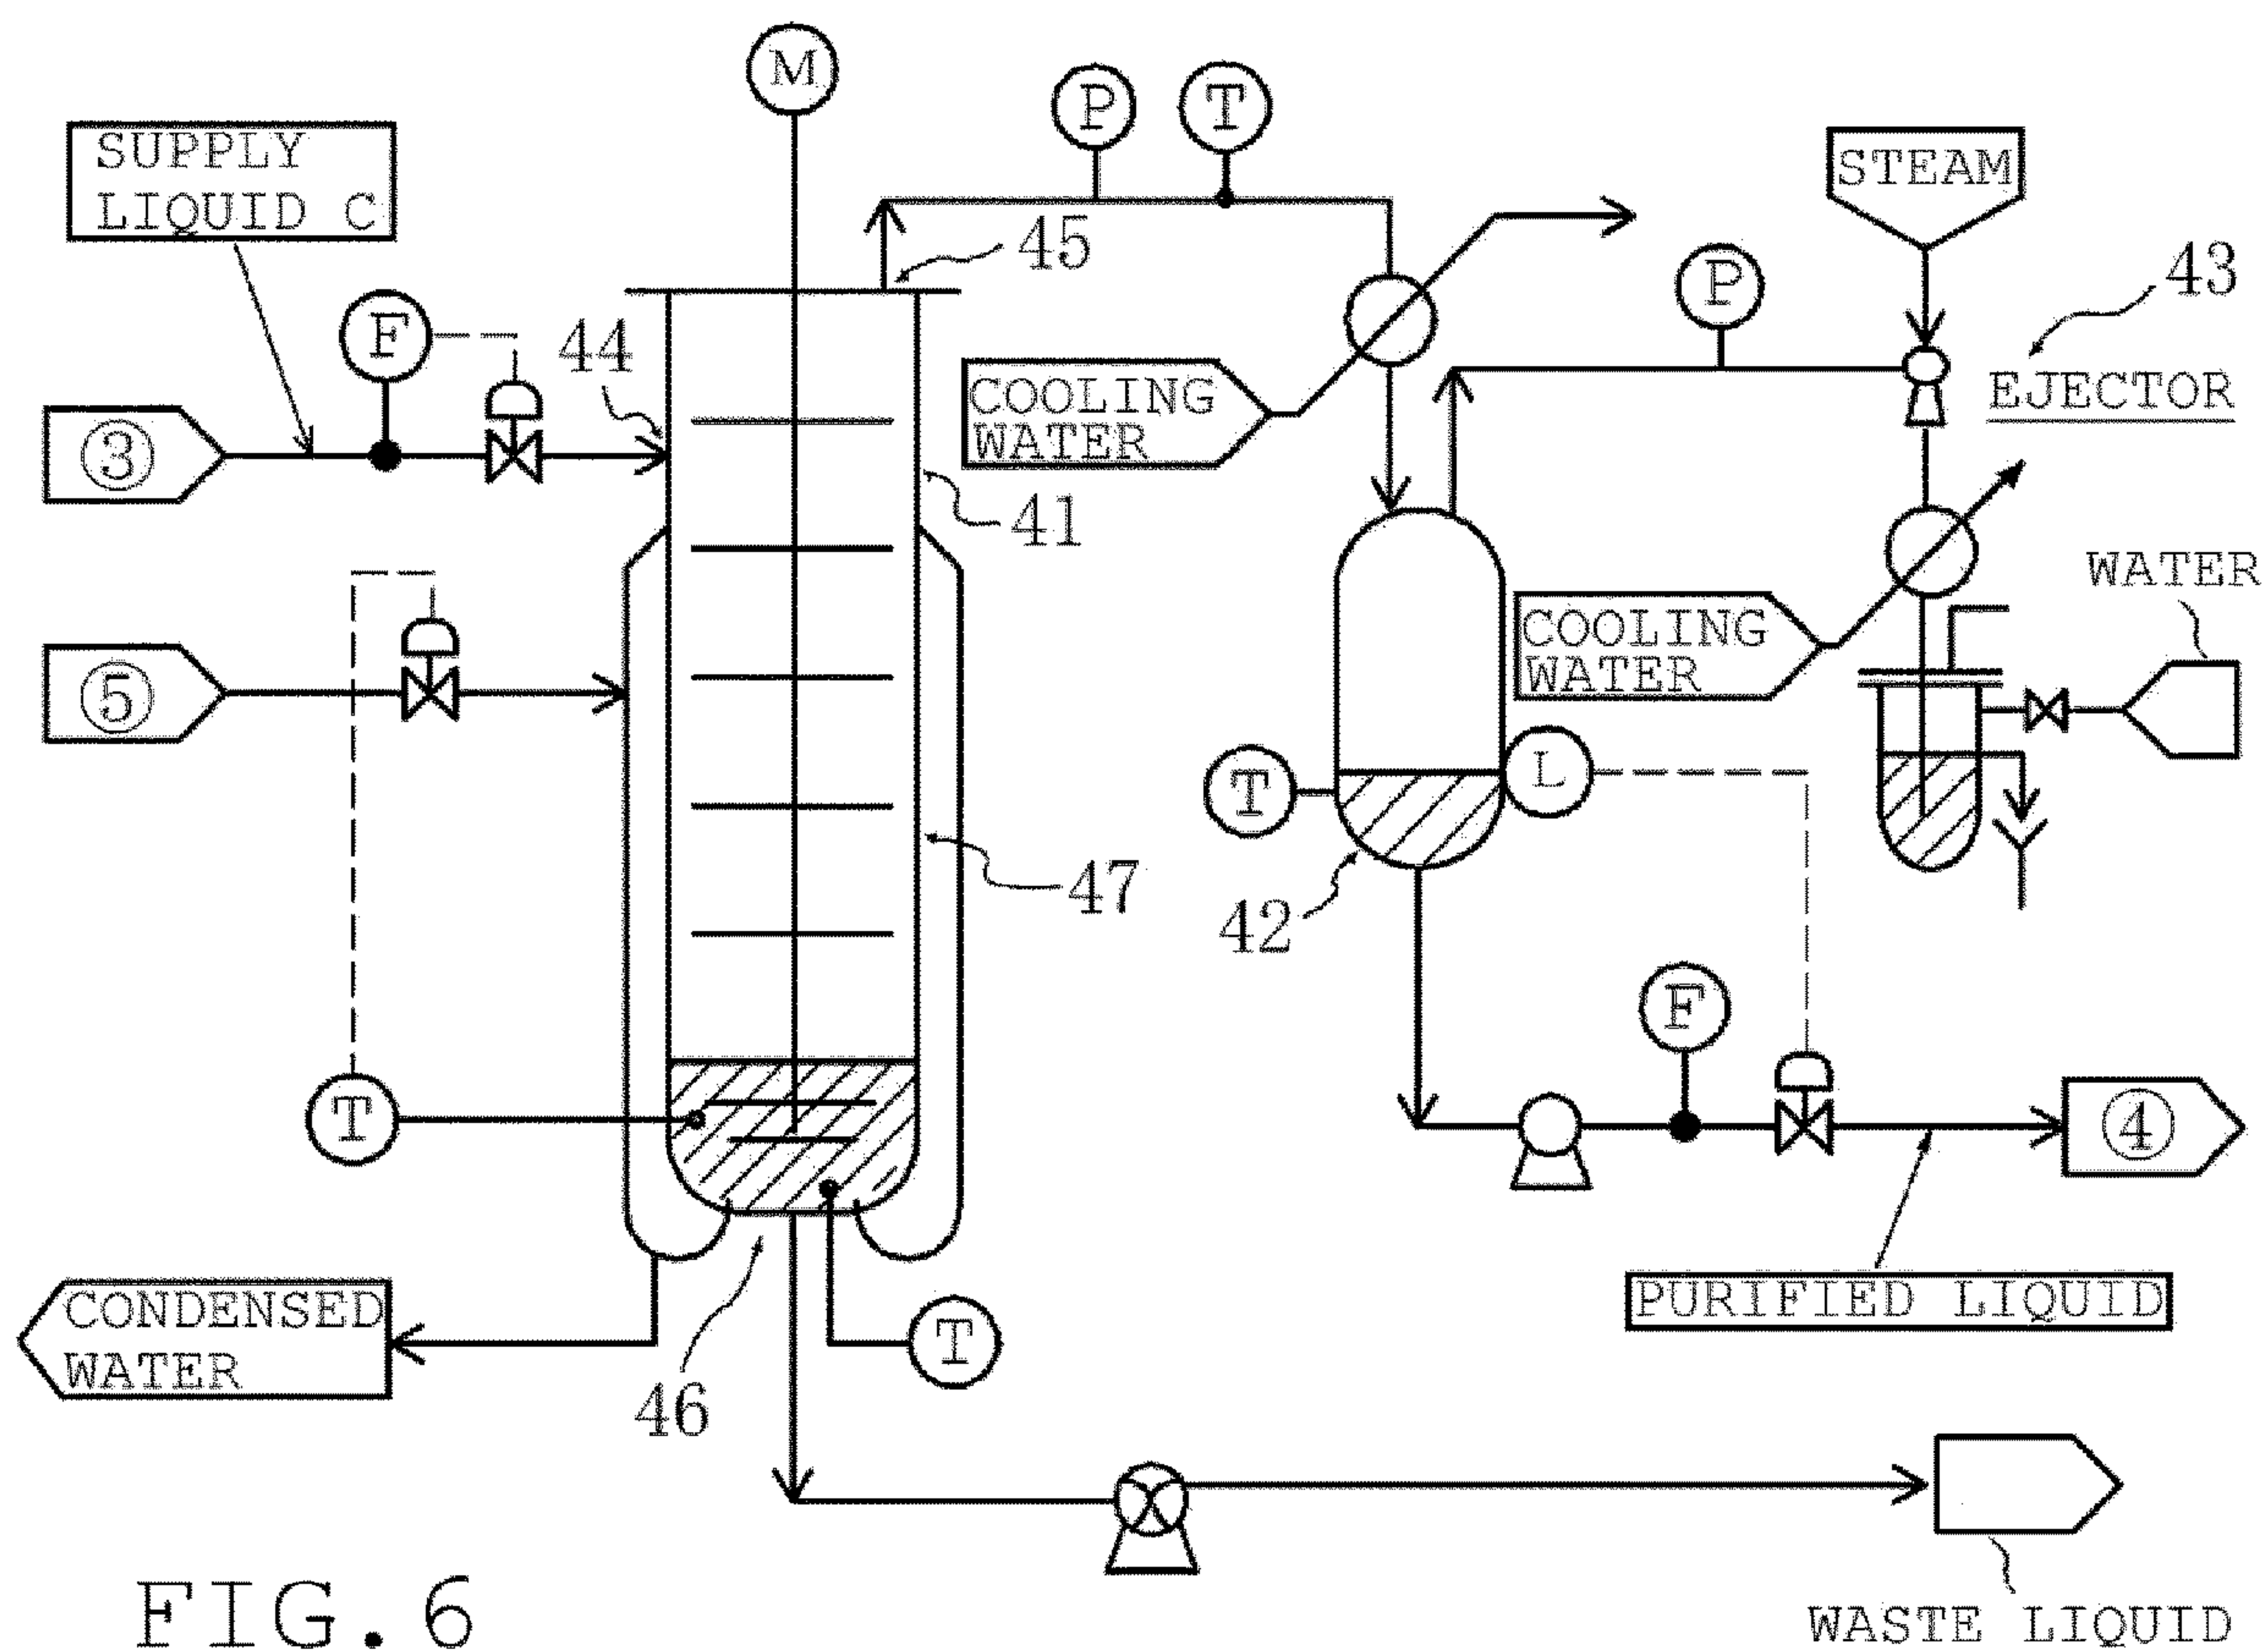 M
P
T
SUPPLY
LIQUID C
STEAM
45
P
43
F
44
COOLING
WATER
EJECTOR
③
41
WATER
⑤
COOLING
WATER
T
L
47
42
F
T
④
PURIFIED LIQUID
CONDENSED
WATER
T
46
FIG.6
WASTE LIQUID